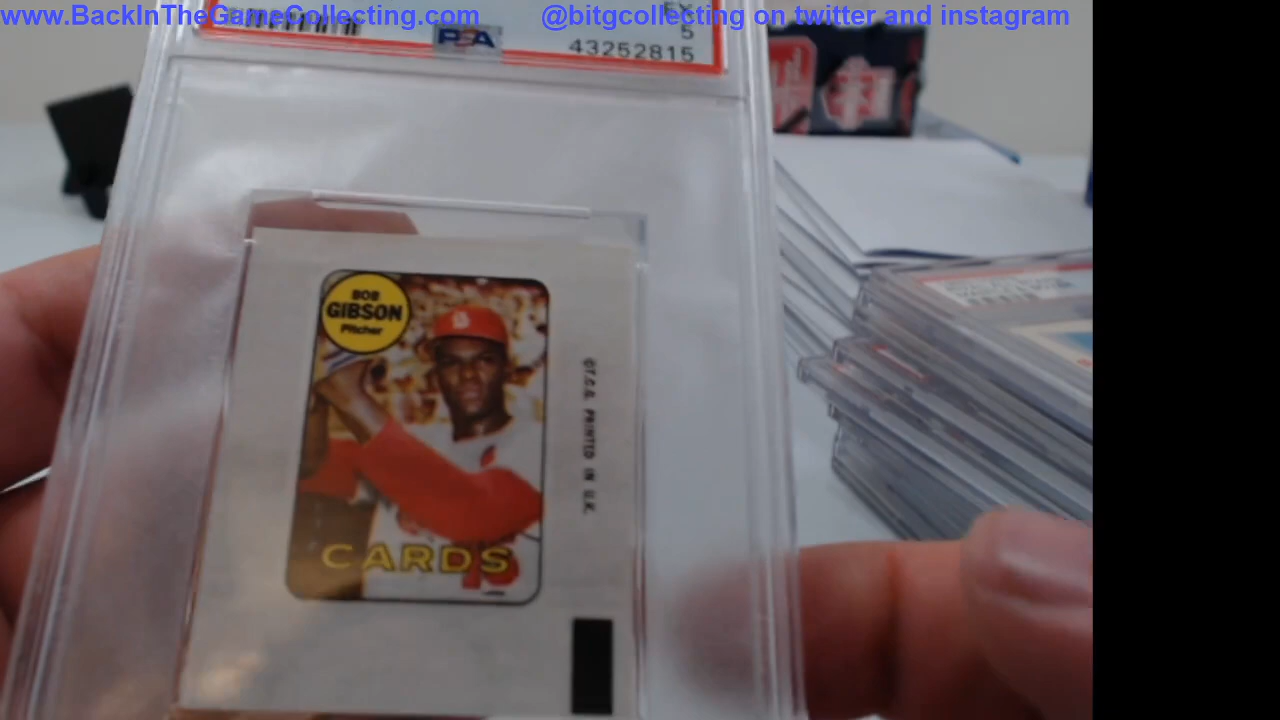 www.BackInTheGameCollecting.com @bitgcollecting on twitter and instagram
EX
5
PSA
43252815
BOB
GIBSON
Pitcher
©T.C.G. PRINTED IN U.K.
CARDS